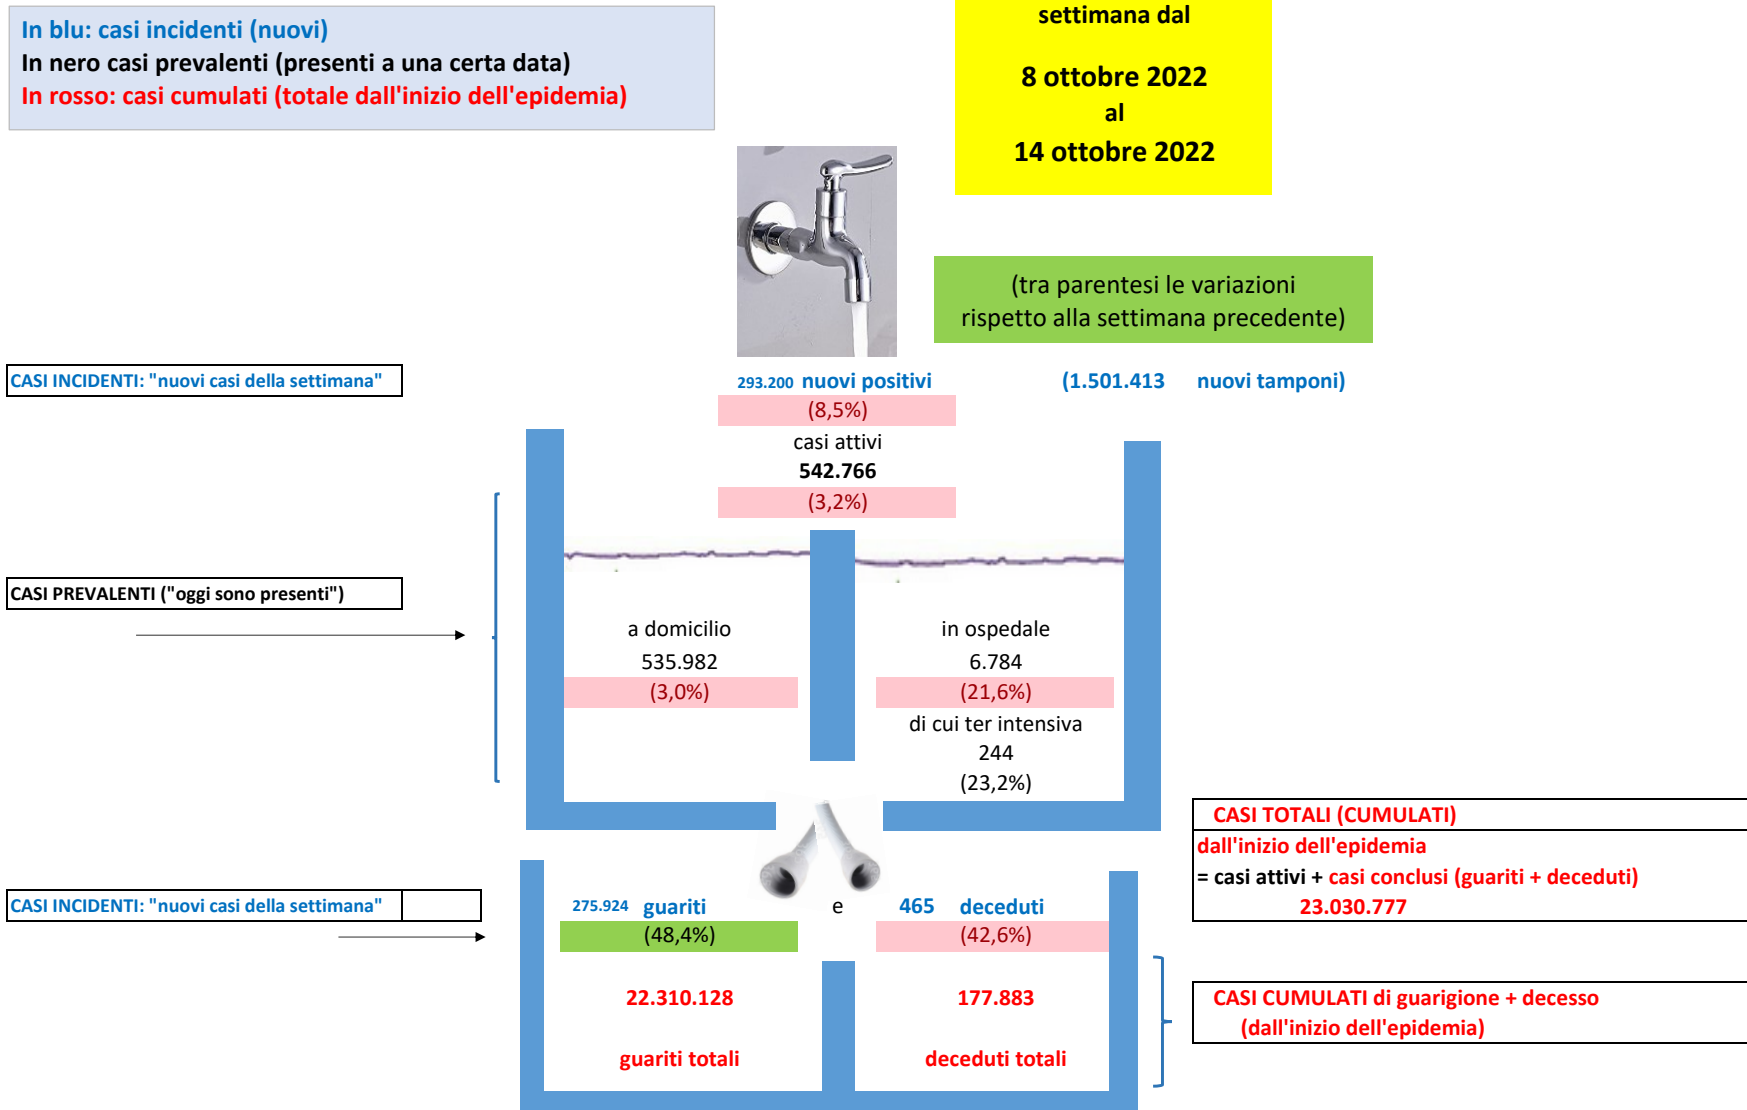 In blu: casi incidenti (nuovi)
In nero casi prevalenti (presenti a una certa data)
In rosso: casi cumulati (totale dall'inizio dell'epidemia)
settimana dal
8 ottobre 2022
al
14 ottobre 2022
(tra parentesi le variazioni
rispetto alla settimana precedente)
CASI INCIDENTI: "nuovi casi della settimana"
293.200 nuovi positivi
(1.501.413 nuovi tamponi)
(8,5%)
casi attivi
542.766
(3,2%)
CASI PREVALENTI ("oggi sono presenti")
a domicilio
535.982
(3,0%)
in ospedale
6.784
(21,6%)
di cui ter intensiva
244
(23,2%)
CASI TOTALI (CUMULATI)
dall'inizio dell'epidemia
= casi attivi + casi conclusi (guariti + deceduti)
23.030.777
CASI INCIDENTI: "nuovi casi della settimana"
275.924 guariti e 465 deceduti
(48,4%) (42,6%)
22.310.128 177.883
guariti totali deceduti totali
CASI CUMULATI di guarigione + decesso
(dall'inizio dell'epidemia)